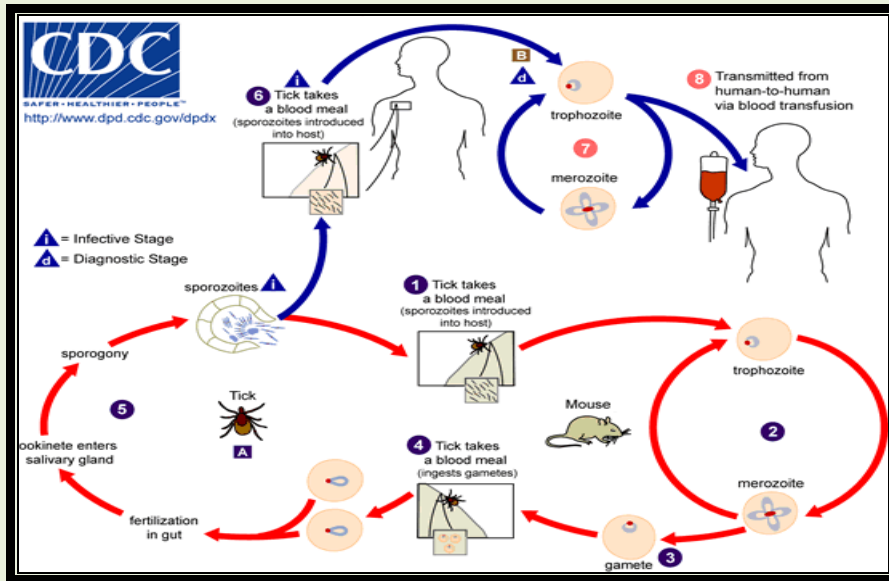 CDC
SAFER • HEALTHIER • PEOPLE™
http://www.dpd.cdc.gov/dpdx
i = Infective Stage
d = Diagnostic Stage
i
6 Tick takes
a blood meal
(sporozoites introduced
into host)
B
d
trophozoite
7
merozoite
8 Transmitted from
human-to-human
via blood transfusion
sporozoites i
1 Tick takes
a blood meal
(sporozoites introduced
into host)
trophozoite
Mouse
2
merozoite
3
gamete
4 Tick takes
a blood meal
(ingests gametes)
fertilization
in gut
ookinete enters
salivary gland
5
sporogony
Tick
A